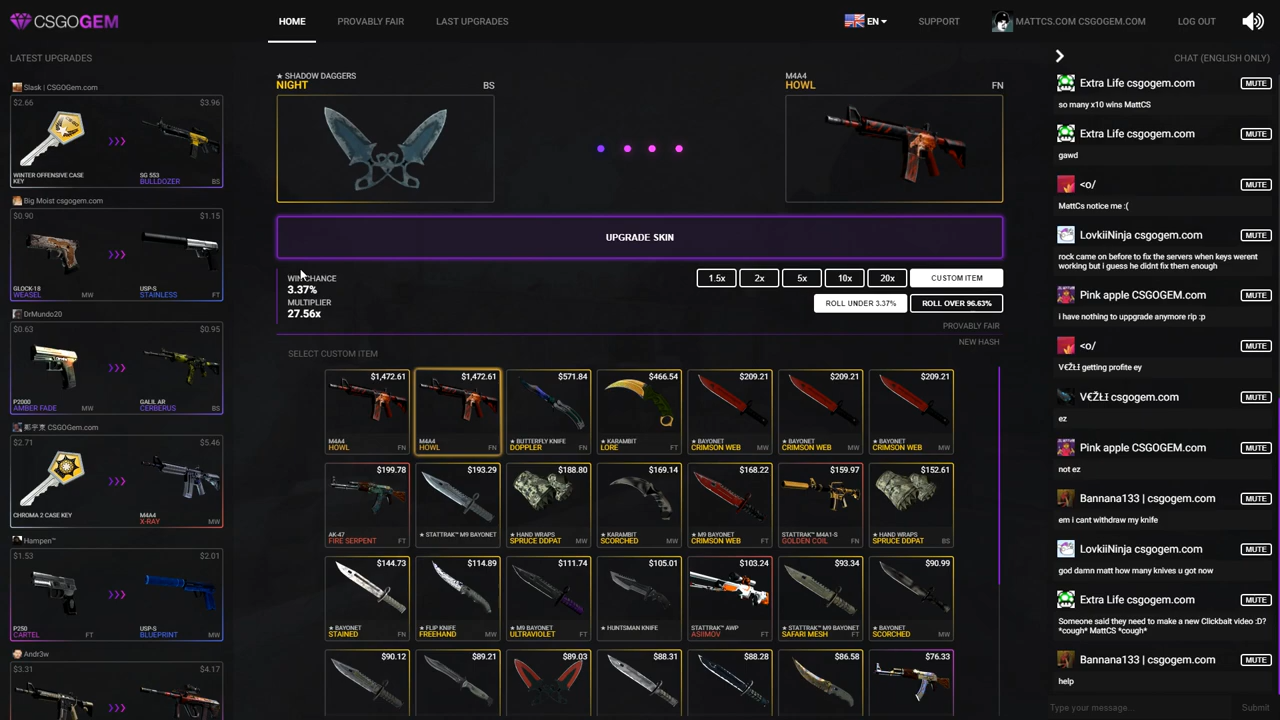 CSGOGEM
HOME
PROVABLY FAIR
LAST UPGRADES
EN
SUPPORT
MATTCS.COM CSGOGEM.COM
LOG OUT
LATEST UPGRADES
Slask | CSGOGem.com
$2.66 $3.96
WINTER OFFENSIVE CASE
KEY
SG 553
BULLDOZER BS
Big Moist csgogem.com
$0.90 $1.15
GLOCK-18
WEASEL MW
USP-S
STAINLESS FT
DrMundo20
$0.63 $0.95
P2000
AMBER FADE MW
GALIL AR
CERBERUS BS
CSGOGem.com
$2.71 $5.46
CHROMA 2 CASE KEY
M4A4
X-RAY MW
Hampen™
$1.53 $2.01
P250
CARTEL FT
USP-S
BLUEPRINT MW
Andr3w
$3.31 $4.17
★ SHADOW DAGGERS
NIGHT BS
M4A4
HOWL FN
UPGRADE SKIN
WIN CHANCE
3.37%
MULTIPLIER
27.56x
1.5x 2x 5x 10x 20x CUSTOM ITEM
ROLL UNDER 3.37% ROLL OVER 96.63%
PROVABLY FAIR
NEW HASH
SELECT CUSTOM ITEM
$1,472.61
M4A4
HOWL FN
$1,472.61
M4A4
HOWL FN
$571.84
★ BUTTERFLY KNIFE
DOPPLER FN
$466.54
★ KARAMBIT
LORE FT
$209.21
★ BAYONET
CRIMSON WEB MW
$209.21
★ BAYONET
CRIMSON WEB MW
$209.21
★ BAYONET
CRIMSON WEB MW
$199.78
AK-47
FIRE SERPENT FT
$193.29
★ STATTRAK™ M9 BAYONET
$188.80
★ HAND WRAPS
SPRUCE DDPAT MW
$169.14
★ KARAMBIT
SCORCHED MW
$168.22
★ M9 BAYONET
CRIMSON WEB FT
$159.97
STATTRAK™ M4A1-S
GOLDEN COIL FN
$152.61
★ HAND WRAPS
SPRUCE DDPAT BS
$144.73
★ BAYONET
STAINED FN
$114.89
★ FLIP KNIFE
FREEHAND MW
$111.74
★ M9 BAYONET
ULTRAVIOLET FT
$105.01
★ HUNTSMAN KNIFE
$103.24
STATTRAK™ AWP
ASIIMOV FT
$93.34
★ STATTRAK™ M9 BAYONET
SAFARI MESH FT
$90.99
★ BAYONET
SCORCHED MW
$90.12
$89.21
$89.03
$88.31
$88.28
$86.58
$76.33
CHAT (ENGLISH ONLY)
Extra Life csgogem.com MUTE
so many x10 wins MattCS
Extra Life csgogem.com MUTE
gawd
<o/ MUTE
MattCs notice me :(
LovkiiNinja csgogem.com MUTE
rock came on before to fix the servers when keys werent
working but i guess he didnt fix them enough
Pink apple CSGOGEM.com MUTE
i have nothing to uppgrade anymore rip :p
<o/ MUTE
V€ŽŁI getting profite ey
V€ŽŁI csgogem.com MUTE
ez
Pink apple CSGOGEM.com MUTE
not ez
Bannana133 | csgogem.com MUTE
em i cant withdraw my knife
LovkiiNinja csgogem.com MUTE
god damn matt how many knives u got now
Extra Life csgogem.com MUTE
Someone said they need to make a new Clickbait video :D?
*cough* MattCS *cough*
Bannana133 | csgogem.com MUTE
help
Type your message... Submit